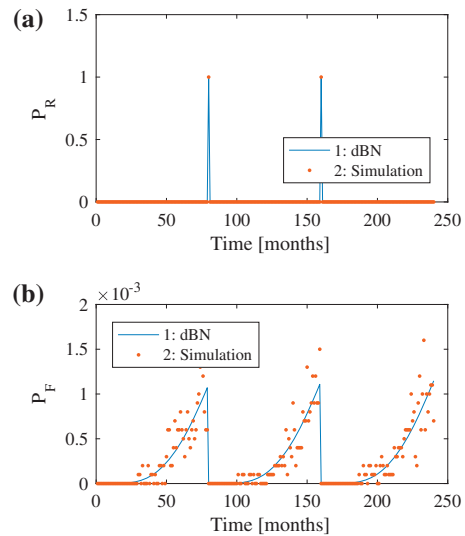 (a)
1.5
1
0.5
0
P_R
1: dBN
2: Simulation
0 50 100 150 200 250
Time [months]
(b)
× 10^-3
2
1.5
1
0.5
0
P_F
1: dBN
2: Simulation
0 50 100 150 200 250
Time [months]